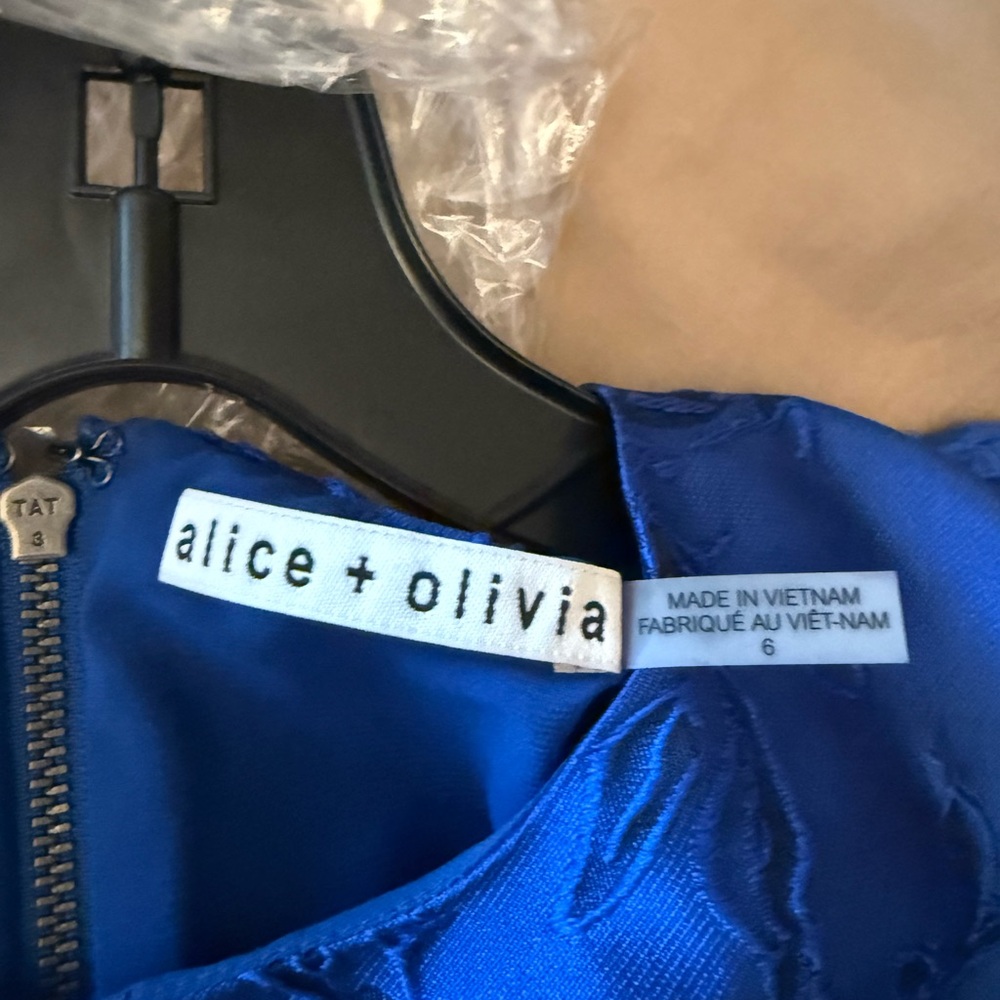 TAT
3
alice + olivia
MADE IN VIETNAM
FABRIQUÉ AU VIÊT-NAM
6